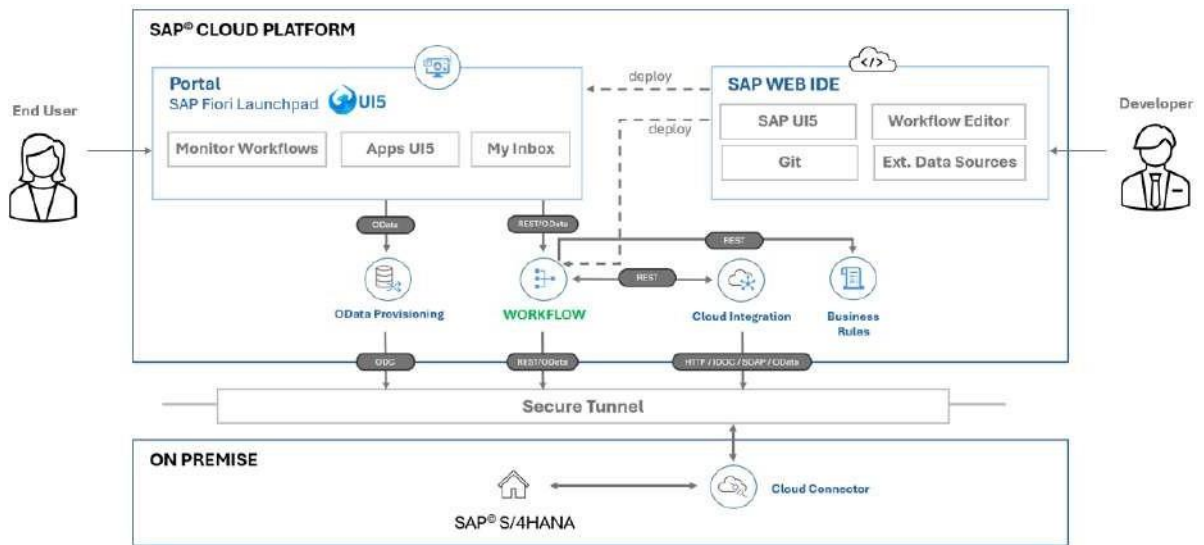 SAP© CLOUD PLATFORM
Portal
SAP Fiori Launchpad UI5
Monitor Workflows
Apps UI5
My Inbox
End User
deploy
deploy
</>
SAP WEB IDE
SAP UI5
Workflow Editor
Git
Ext. Data Sources
Developer
OData
REST/OData
REST
REST
OData Provisioning
WORKFLOW
Cloud Integration
Business
Rules
ODC
REST/OData
HTTP / IDOC / SOAP / OData
Secure Tunnel
ON PREMISE
SAP© S/4HANA
Cloud Connector